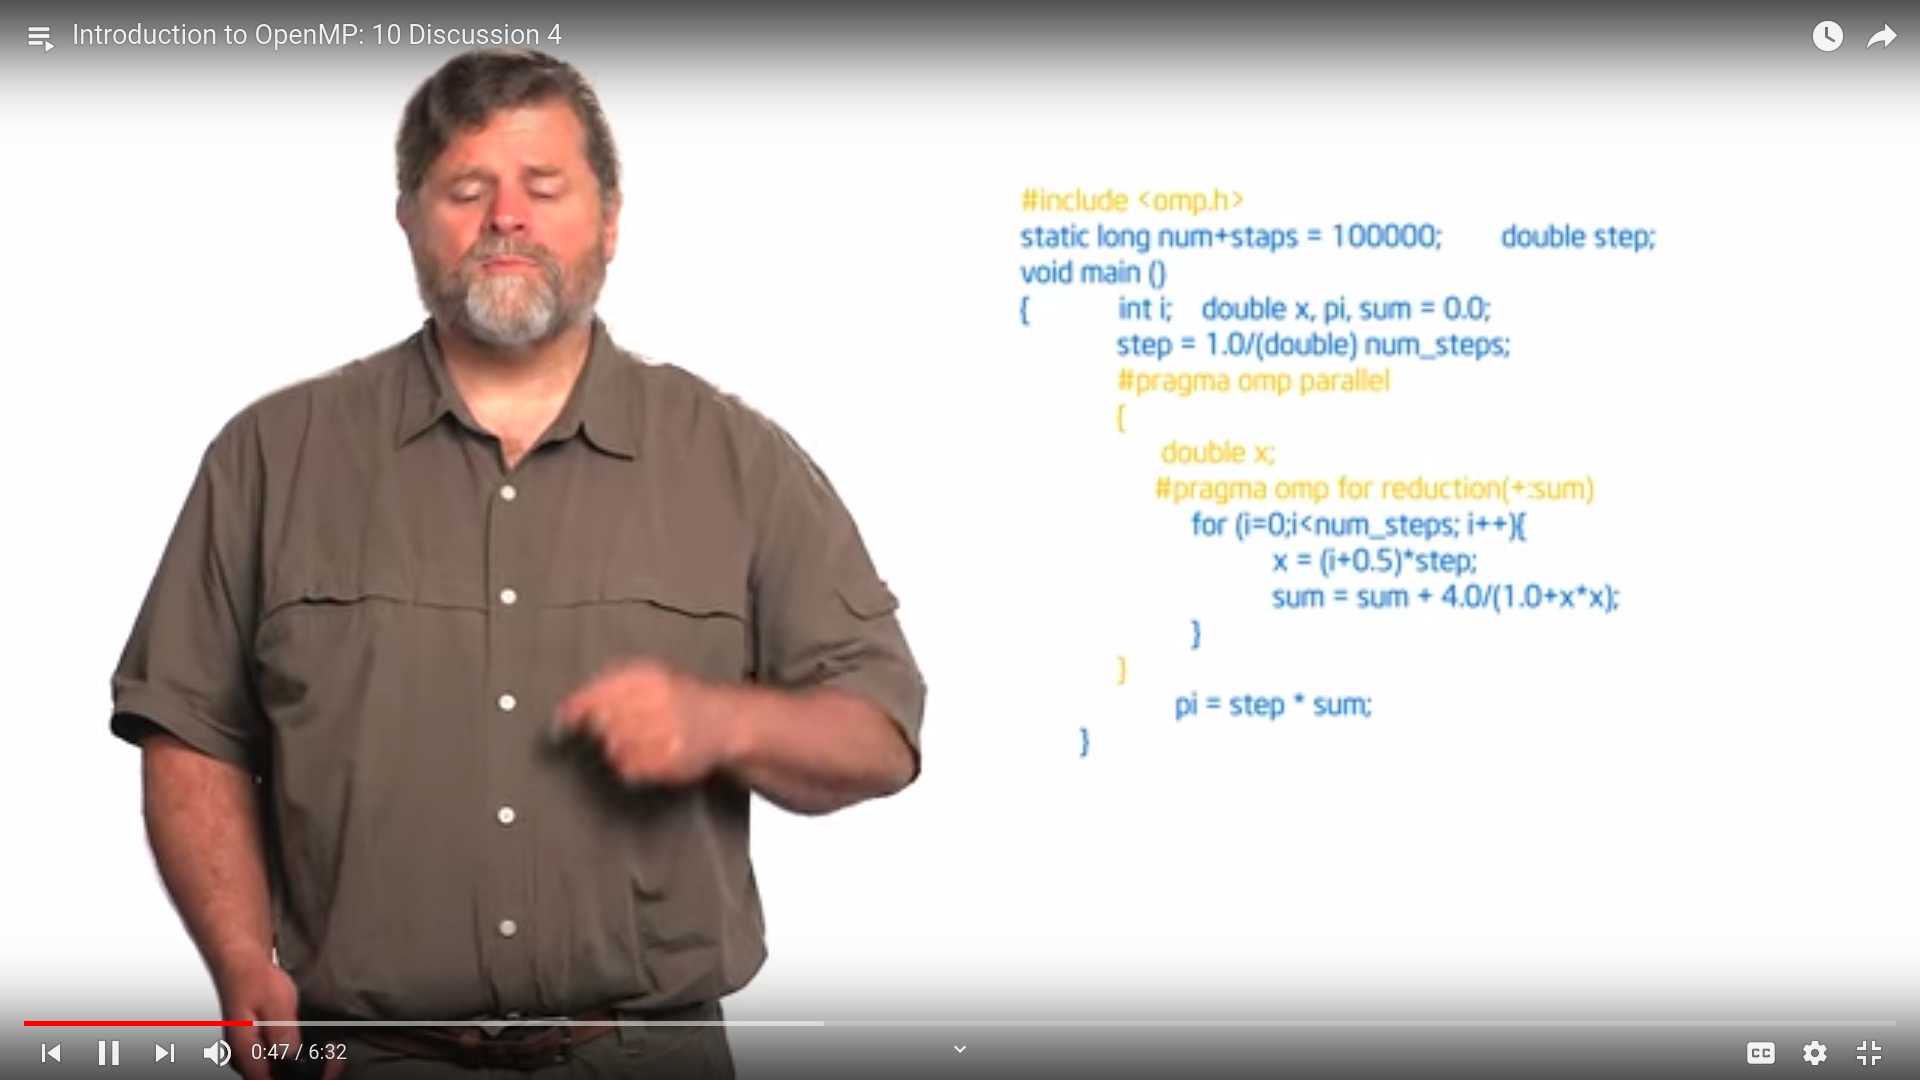 Introduction to OpenMP: 10 Discussion 4
#include <omp.h>
static long num+staps = 100000; double step;
void main ()
{ int i; double x, pi, sum = 0.0;
step = 1.0/(double) num_steps;
#pragma omp parallel
{
double x;
#pragma omp for reduction(+:sum)
for (i=0;i<num_steps; i++){
x = (i+0.5)*step;
sum = sum + 4.0/(1.0+x*x);
}
}
pi = step * sum;
}
0:47 / 6:32
CC